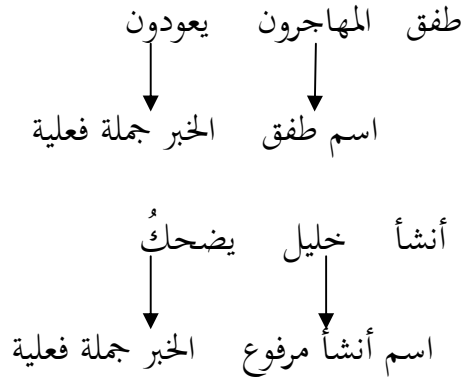 طفق المهاجرون يعودون
اسم طفق الخبر جملة فعلية
أنشأ خليل يضحكُ
اسم أنشأ مرفوع الخبر جملة فعلية